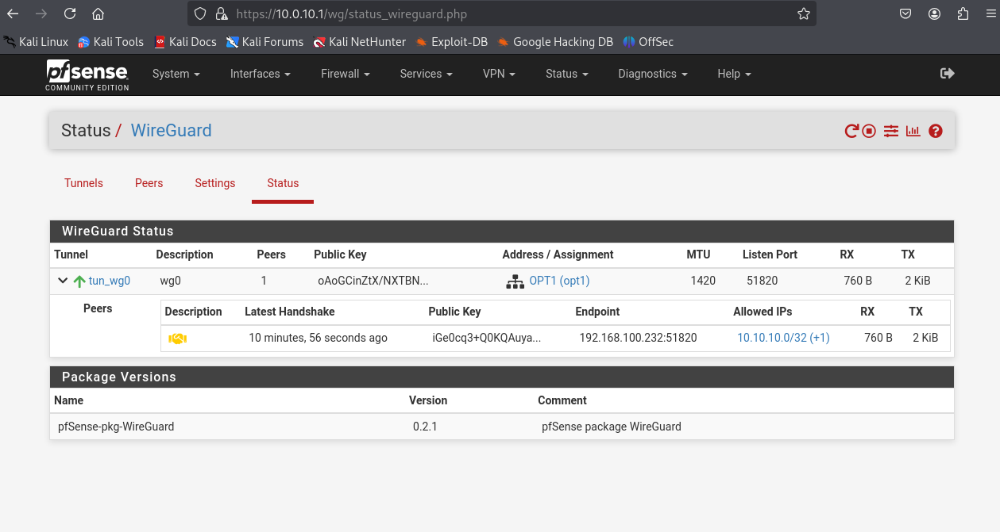 https://10.0.10.1/wg/status_wireguard.php
Kali Linux Kali Tools Kali Docs Kali Forums Kali NetHunter Exploit-DB Google Hacking DB OffSec
pfsense
COMMUNITY EDITION
System Interfaces Firewall Services VPN Status Diagnostics Help
Status / WireGuard
Tunnels Peers Settings Status
WireGuard Status
Tunnel Description Peers Public Key Address / Assignment MTU Listen Port RX TX
tun_wg0 wg0 1 oAoGCinZtX/NXTBN... OPT1 (opt1) 1420 51820 760 B 2 KiB
Peers
Description Latest Handshake Public Key Endpoint Allowed IPs RX TX
10 minutes, 56 seconds ago iGe0cq3+Q0KQAuya... 192.168.100.232:51820 10.10.10.0/32 (+1) 760 B 2 KiB
Package Versions
Name Version Comment
pfSense-pkg-WireGuard 0.2.1 pfSense package WireGuard